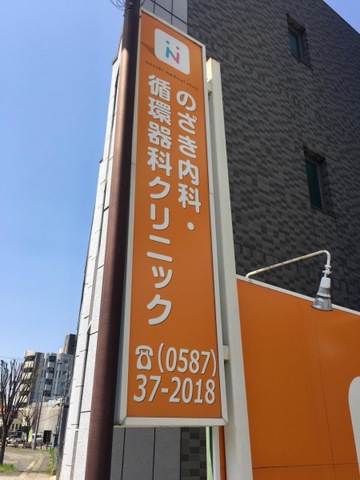 のざき内科・
循環器科クリニック
☎(0587)
37-2018